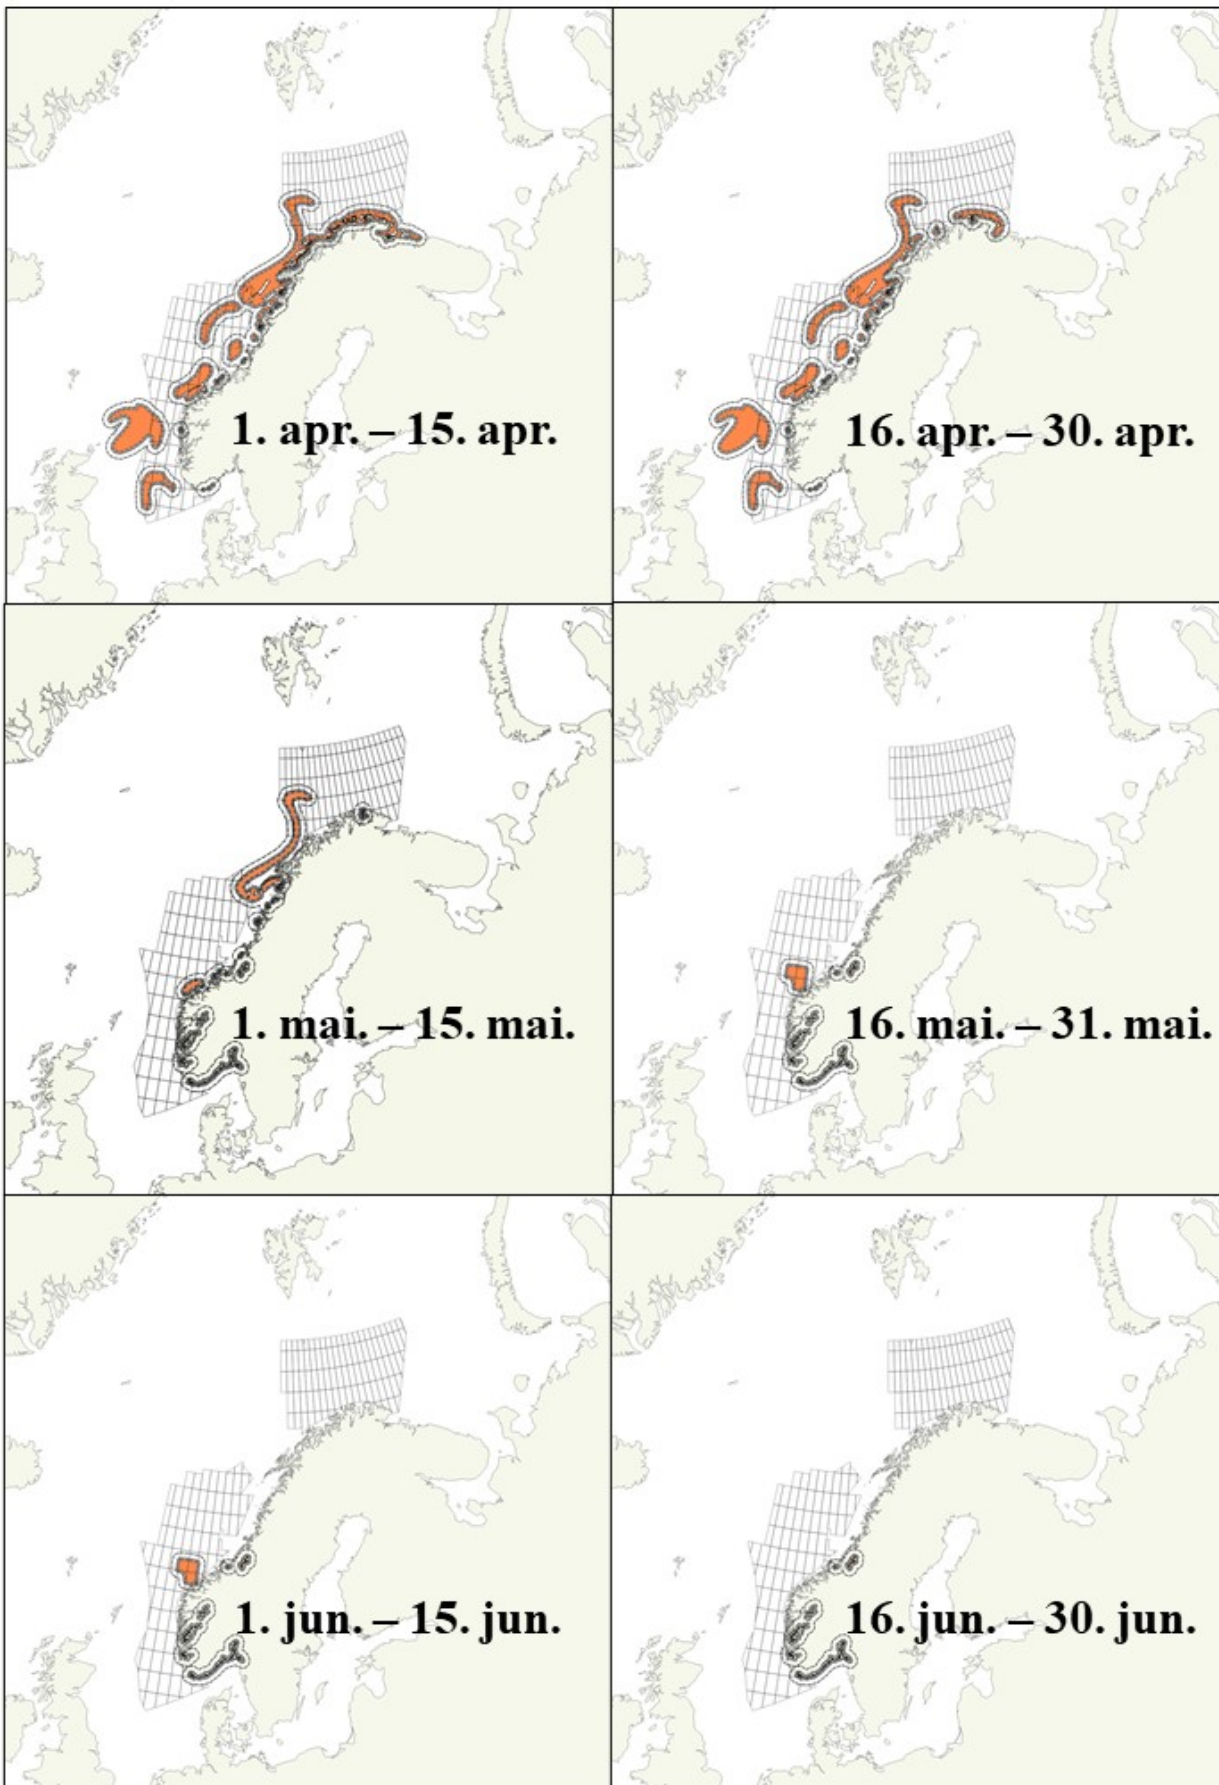 1. apr. – 15. apr.
16. apr. – 30. apr.
1. mai. – 15. mai.
16. mai. – 31. mai.
1. jun. – 15. jun.
16. jun. – 30. jun.